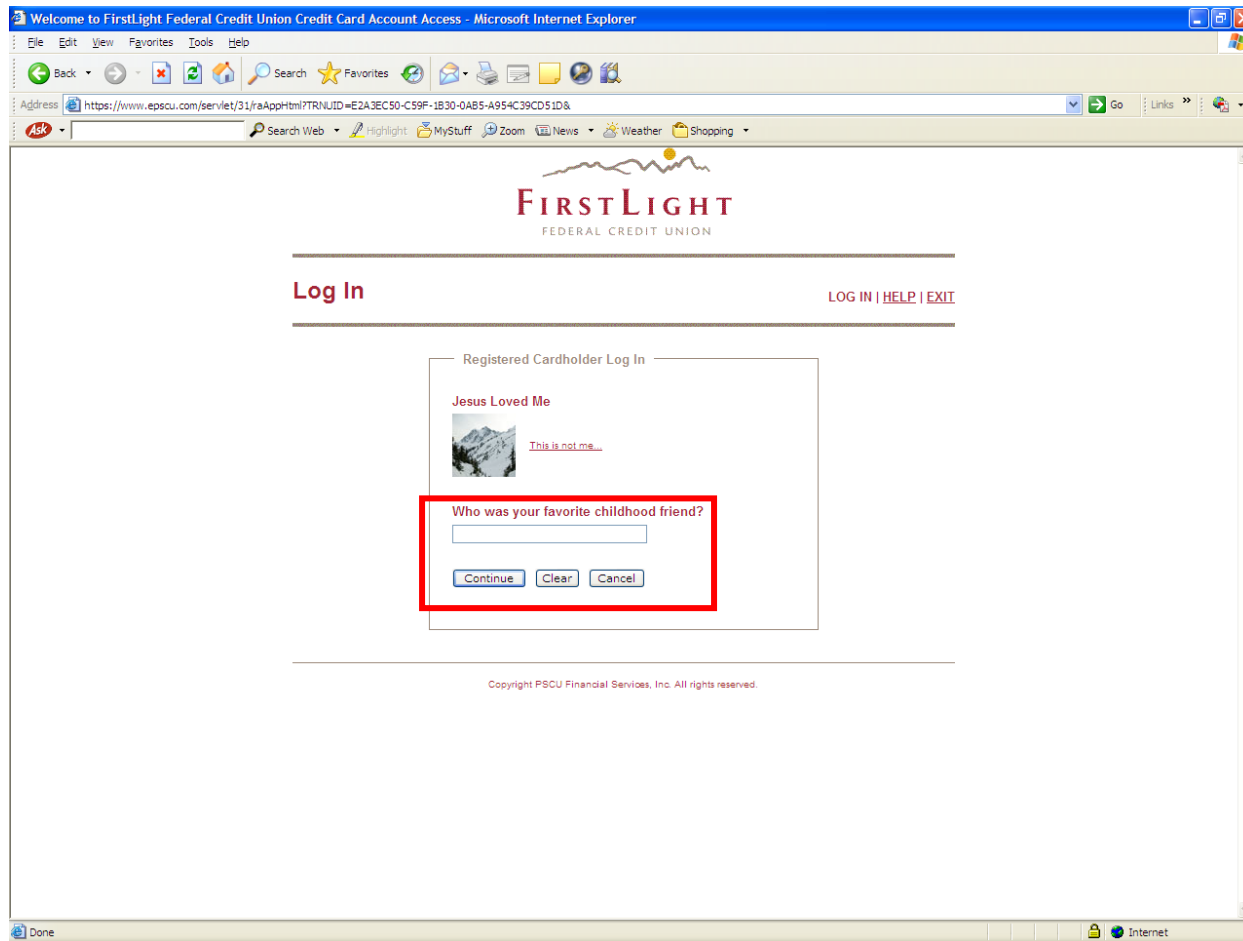 Welcome to FirstLight Federal Credit Union Credit Card Account Access - Microsoft Internet Explorer
File Edit View Favorites Tools Help
Back Search Favorites
Address https://www.epscu.com/servlet/31/raAppHtml?TRNUID=E2A3EC50-C59F-1B30-0AB5-A954C39CD51D& Go Links »
Ask Search Web Highlight MyStuff Zoom News Weather Shopping
FIRSTLIGHT
FEDERAL CREDIT UNION
Log In
LOG IN | HELP | EXIT
Registered Cardholder Log In
Jesus Loved Me
This is not me...
Who was your favorite childhood friend?
Continue Clear Cancel
Copyright PSCU Financial Services, Inc. All rights reserved.
Done Internet